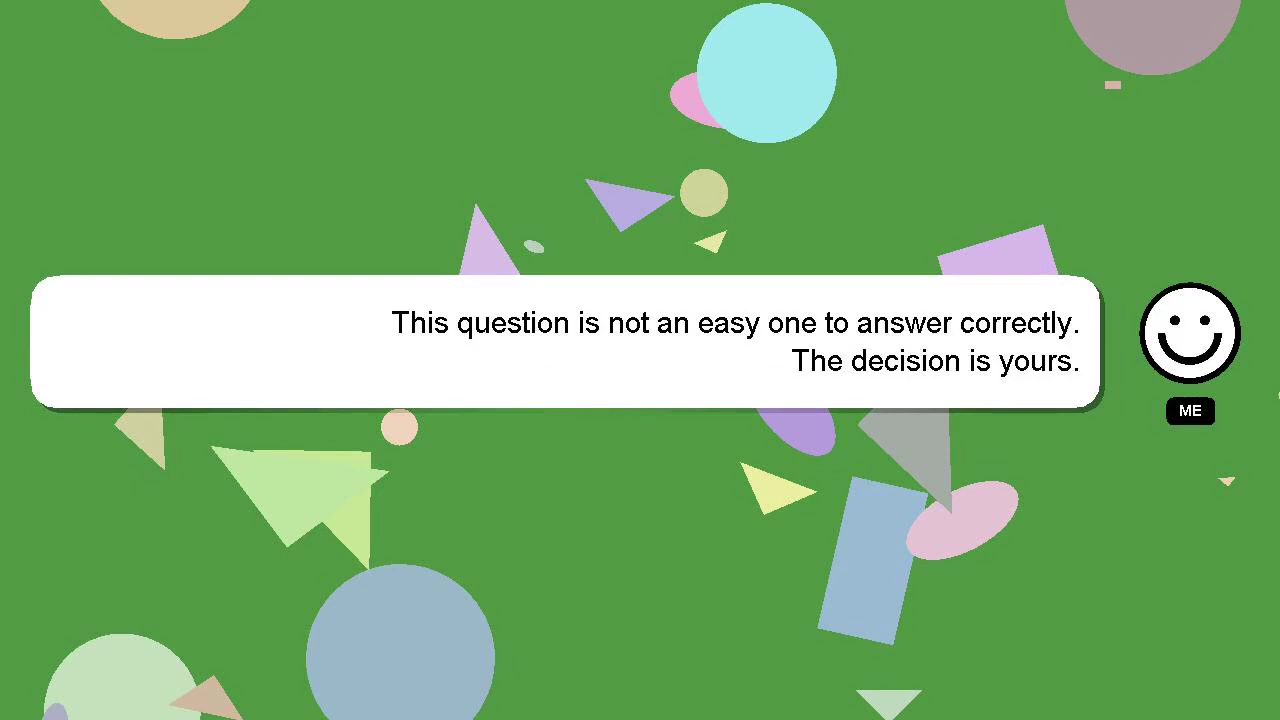 This question is not an easy one to answer correctly.
The decision is yours.
ME